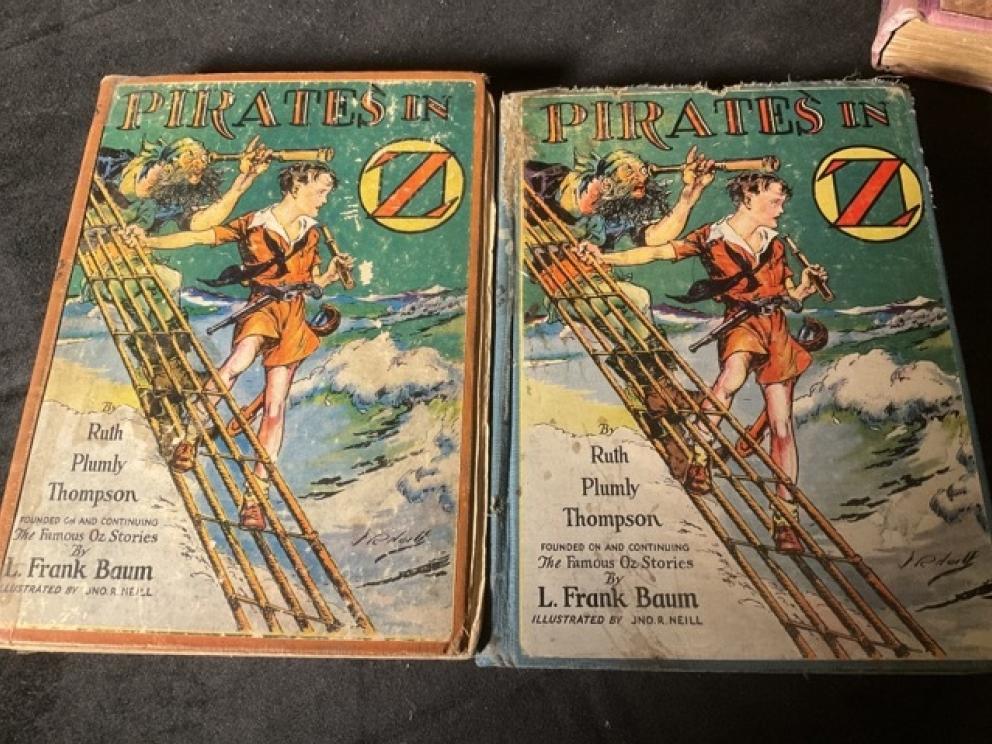 PIRATES IN
OZ
By
Ruth
Plumly
Thompson
FOUNDED ON AND CONTINUING
The Famous Oz Stories
By
L. Frank Baum
ILLUSTRATED BY JNO. R. NEILL
PIRATES IN
OZ
By
Ruth
Plumly
Thompson
FOUNDED ON AND CONTINUING
The Famous Oz Stories
By
L. Frank Baum
ILLUSTRATED BY JNO. R. NEILL